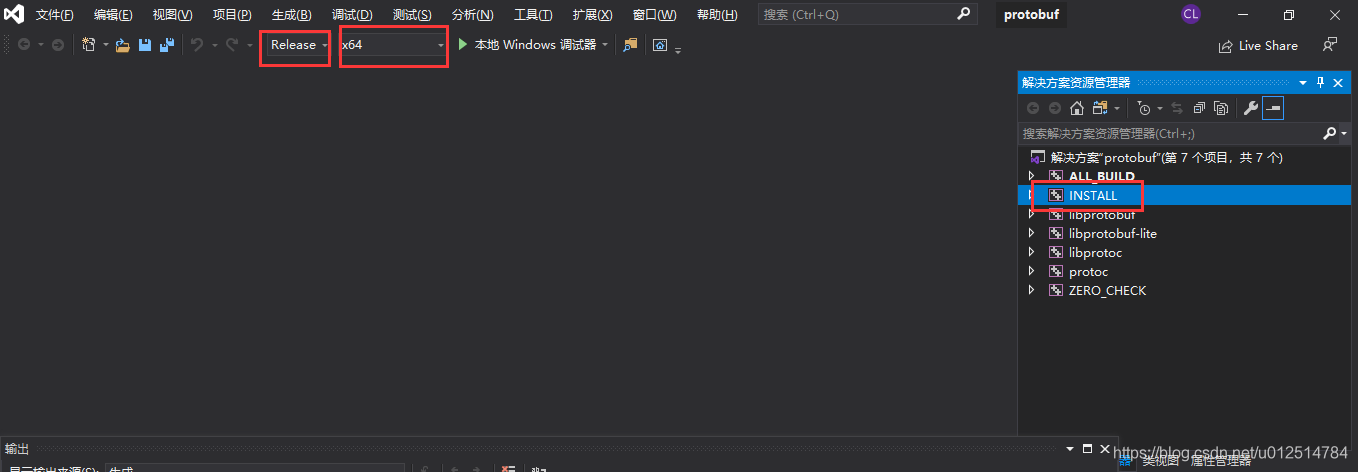 文件(F) 编辑(E) 视图(V) 项目(P) 生成(B) 调试(D) 测试(S) 分析(N) 工具(T) 扩展(X) 窗口(W) 帮助(H) 搜索 (Ctrl+Q) protobuf CL
Release x64 本地 Windows 调试器 Live Share
解决方案资源管理器
搜索解决方案资源管理器(Ctrl+;)
解决方案"protobuf"(第 7 个项目，共 7 个)
ALL_BUILD
INSTALL
libprotobuf
libprotobuf-lite
libprotoc
protoc
ZERO_CHECK
输出
显示输出来源(S): 生成
类视图 属性管理器
https://blog.csdn.net/u012514784